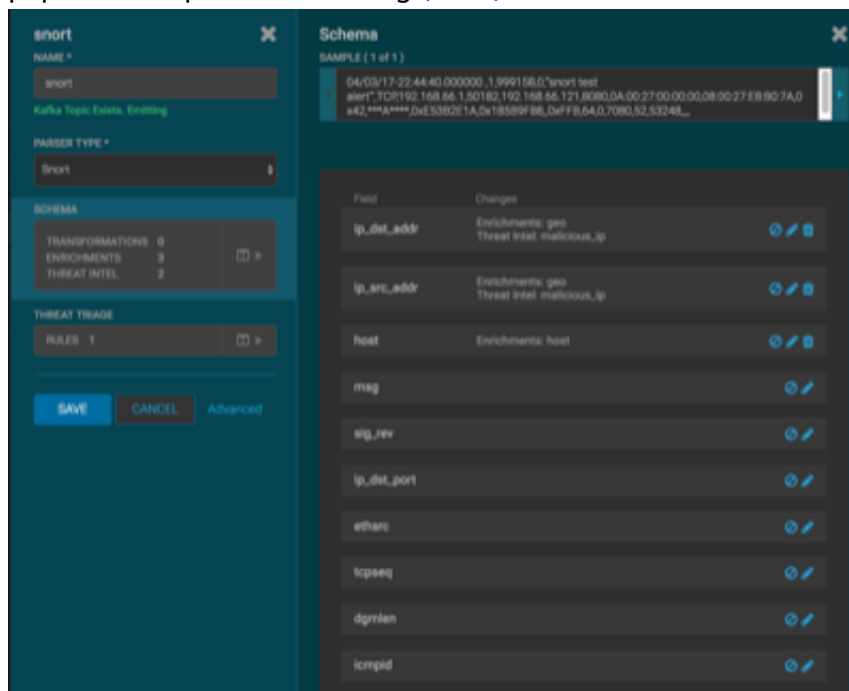 snort
NAME *
snort
Kafka Topic Exists. Emitting
PARSER TYPE *
Snort
SCHEMA
TRANSFORMATIONS 0
ENRICHMENTS 3
THREAT INTEL 2
THREAT TRIAGE
RULES 1
SAVE CANCEL Advanced
Schema
SAMPLE ( 1 of 1 )
04/03/17-22:44:40.000000 ,1,999158,0,"snort test
alert",TCP,192.168.66.1,50182,192.168.66.121,8080,0A:00:27:00:00:00,08:00:27:E8:B0:7A,0
x42,***A****,0xE53B2E1A,0x1B5B9FBB,,0xFFB,64,0,7080,52,53248,,,,
Field Changes
ip_dst_addr Enrichments: geo
Threat Intel: malicious_ip
ip_src_addr Enrichments: geo
Threat Intel: malicious_ip
host Enrichments: host
msg
sig_rev
ip_dst_port
ethsrc
tcpseq
dgmlen
icmpid